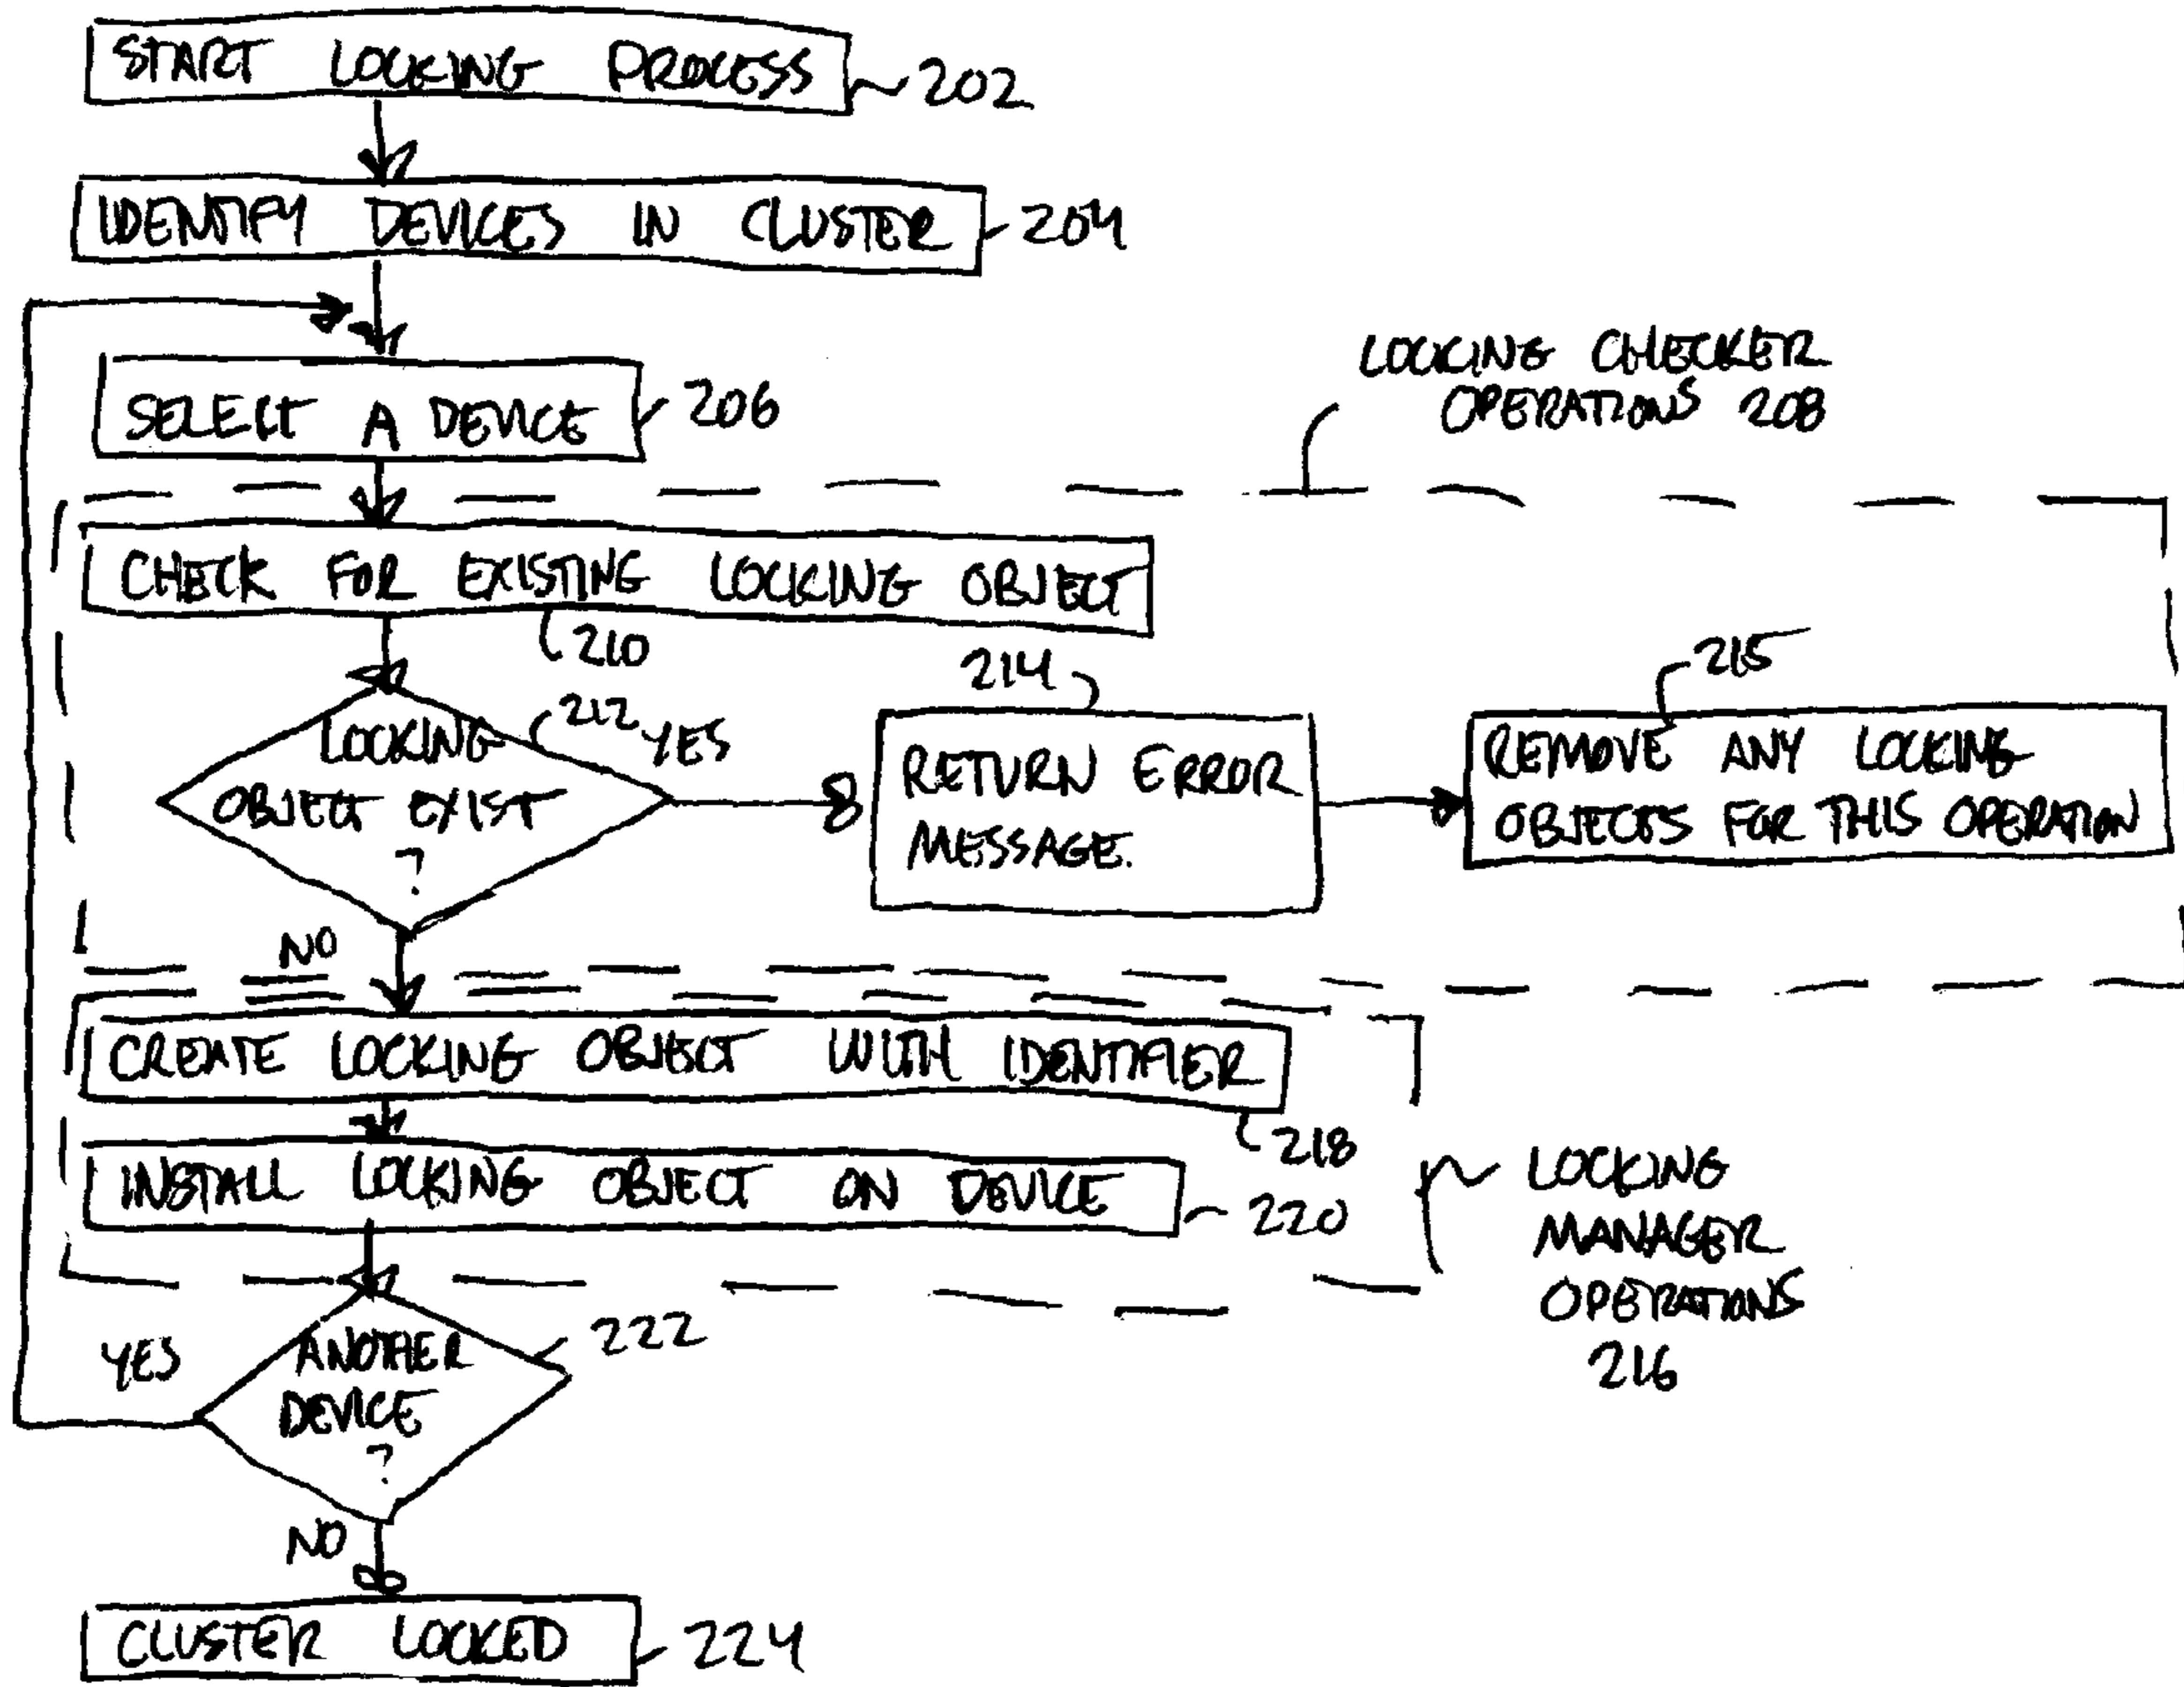 START LOCKING PROCESS 202
IDENTIFY DEVICES IN CLUSTER 204
SELECT A DEVICE 206
LOCKING CHECKER
OPERATIONS 208
CHECK FOR EXISTING LOCKING OBJECT
210
LOCKING
OBJECT EXIST
?
212
YES
214
RETURN ERROR
MESSAGE.
215
REMOVE ANY LOCKING
OBJECTS FOR THIS OPERATION
NO
CREATE LOCKING OBJECT WITH IDENTIFIER
218
INSTALL LOCKING OBJECT ON DEVICE 220
LOCKING
MANAGER
OPERATIONS
216
ANOTHER
DEVICE
?
222
YES
NO
CLUSTER LOCKED 224